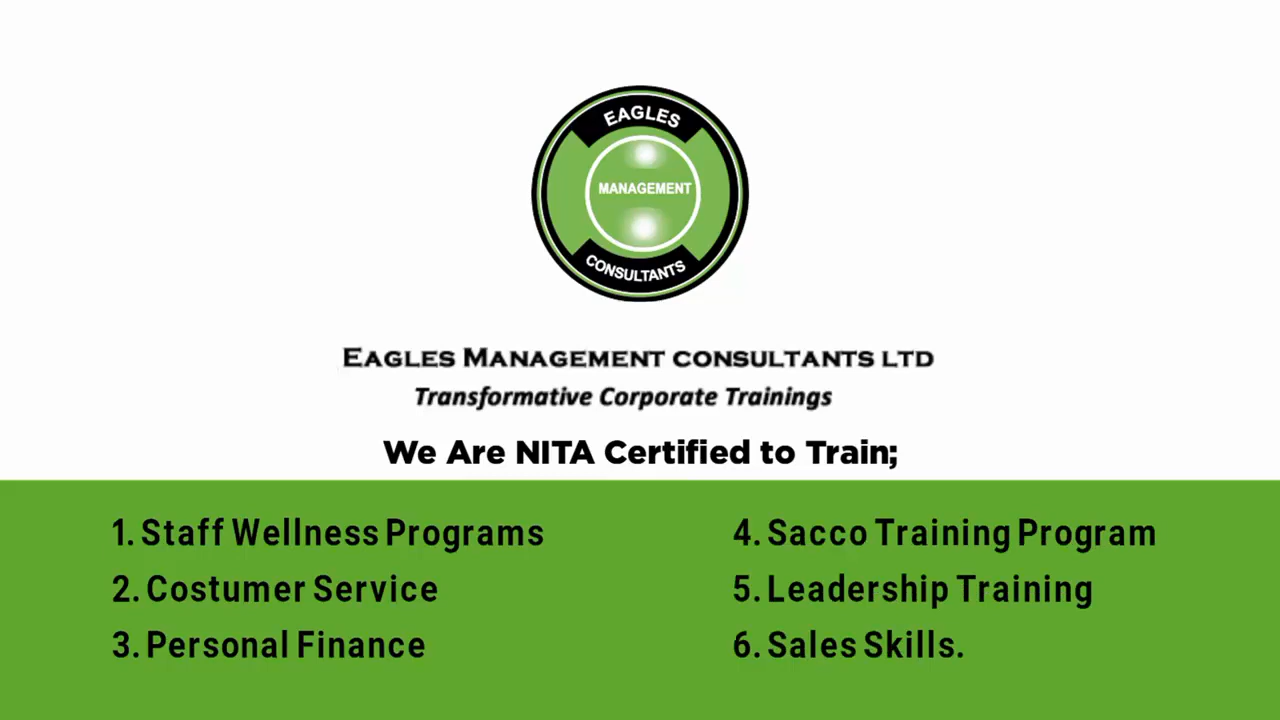 EAGLES
MANAGEMENT
CONSULTANTS
EAGLES MANAGEMENT CONSULTANTS LTD
Transformative Corporate Trainings
We Are NITA Certified to Train;
1. Staff Wellness Programs
2. Costumer Service
3. Personal Finance
4. Sacco Training Program
5. Leadership Training
6. Sales Skills.